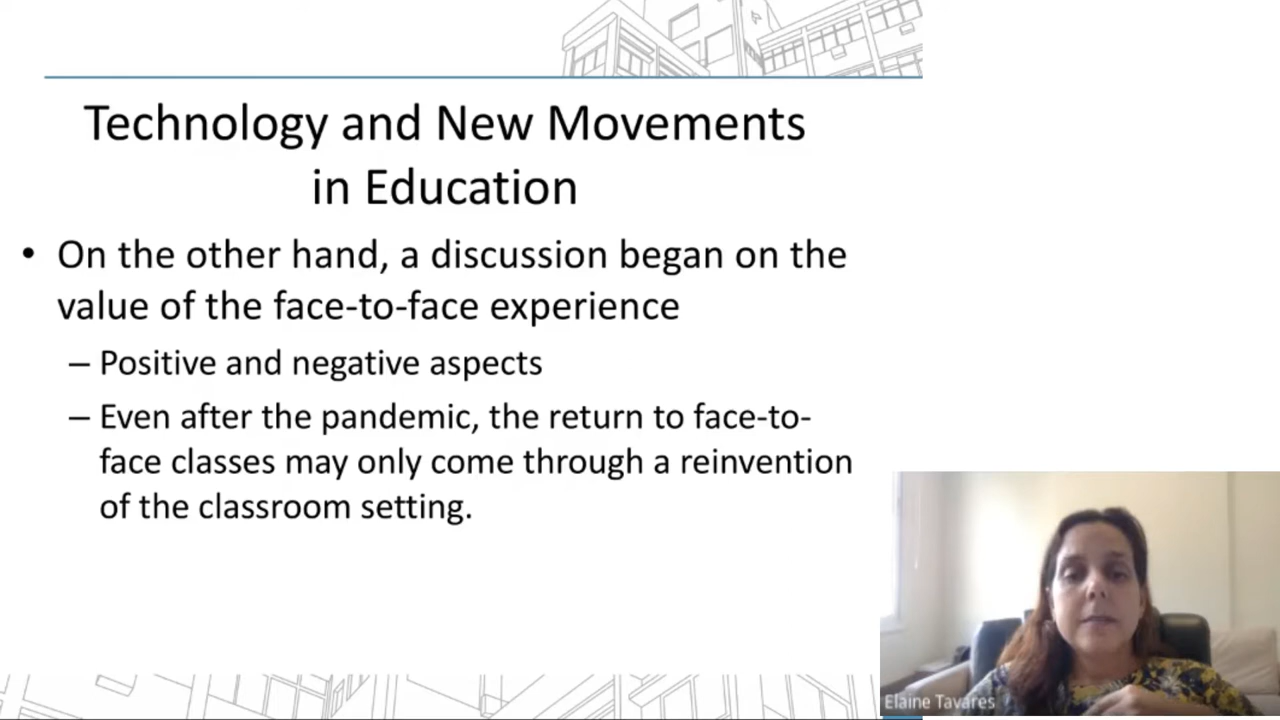 Technology and New Movements
in Education
• On the other hand, a discussion began on the
value of the face-to-face experience
– Positive and negative aspects
– Even after the pandemic, the return to face-to-
face classes may only come through a reinvention
of the classroom setting.
Elaine Tavares